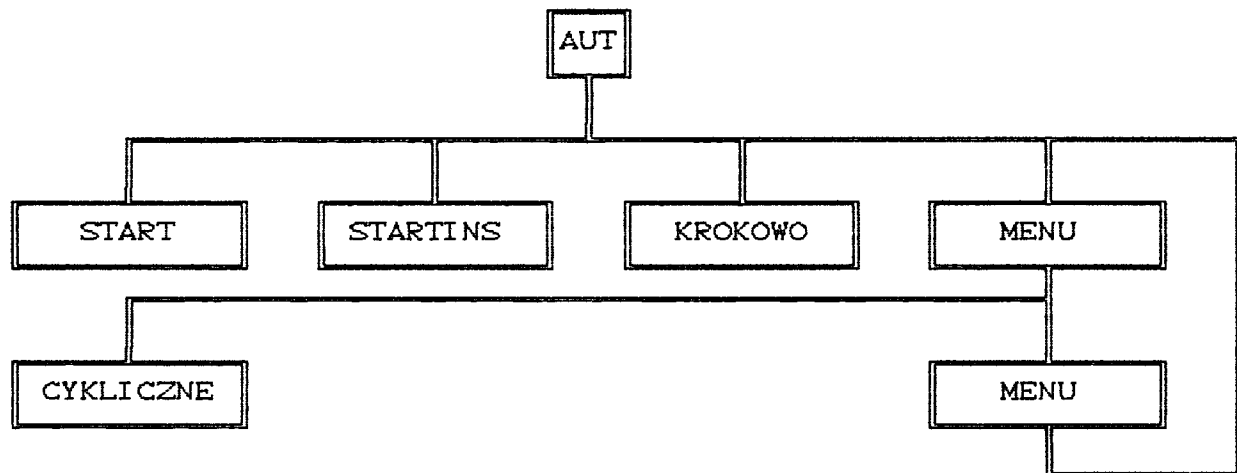 AUT
START
STARTINS
KROKOWO
MENU
CYKLICZNE
MENU